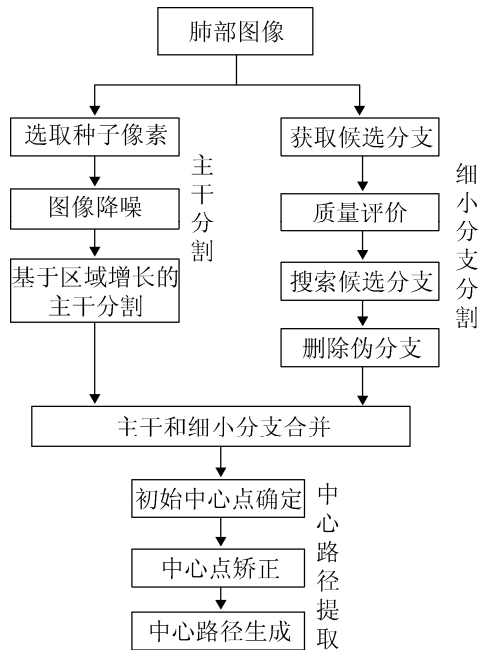 肺部图像
选取种子像素
图像降噪
基于区域增长的
主干分割
主干分割
获取候选分支
质量评价
搜索候选分支
删除伪分支
细小分支分割
主干和细小分支合并
初始中心点确定
中心点矫正
中心路径生成
中心路径提取